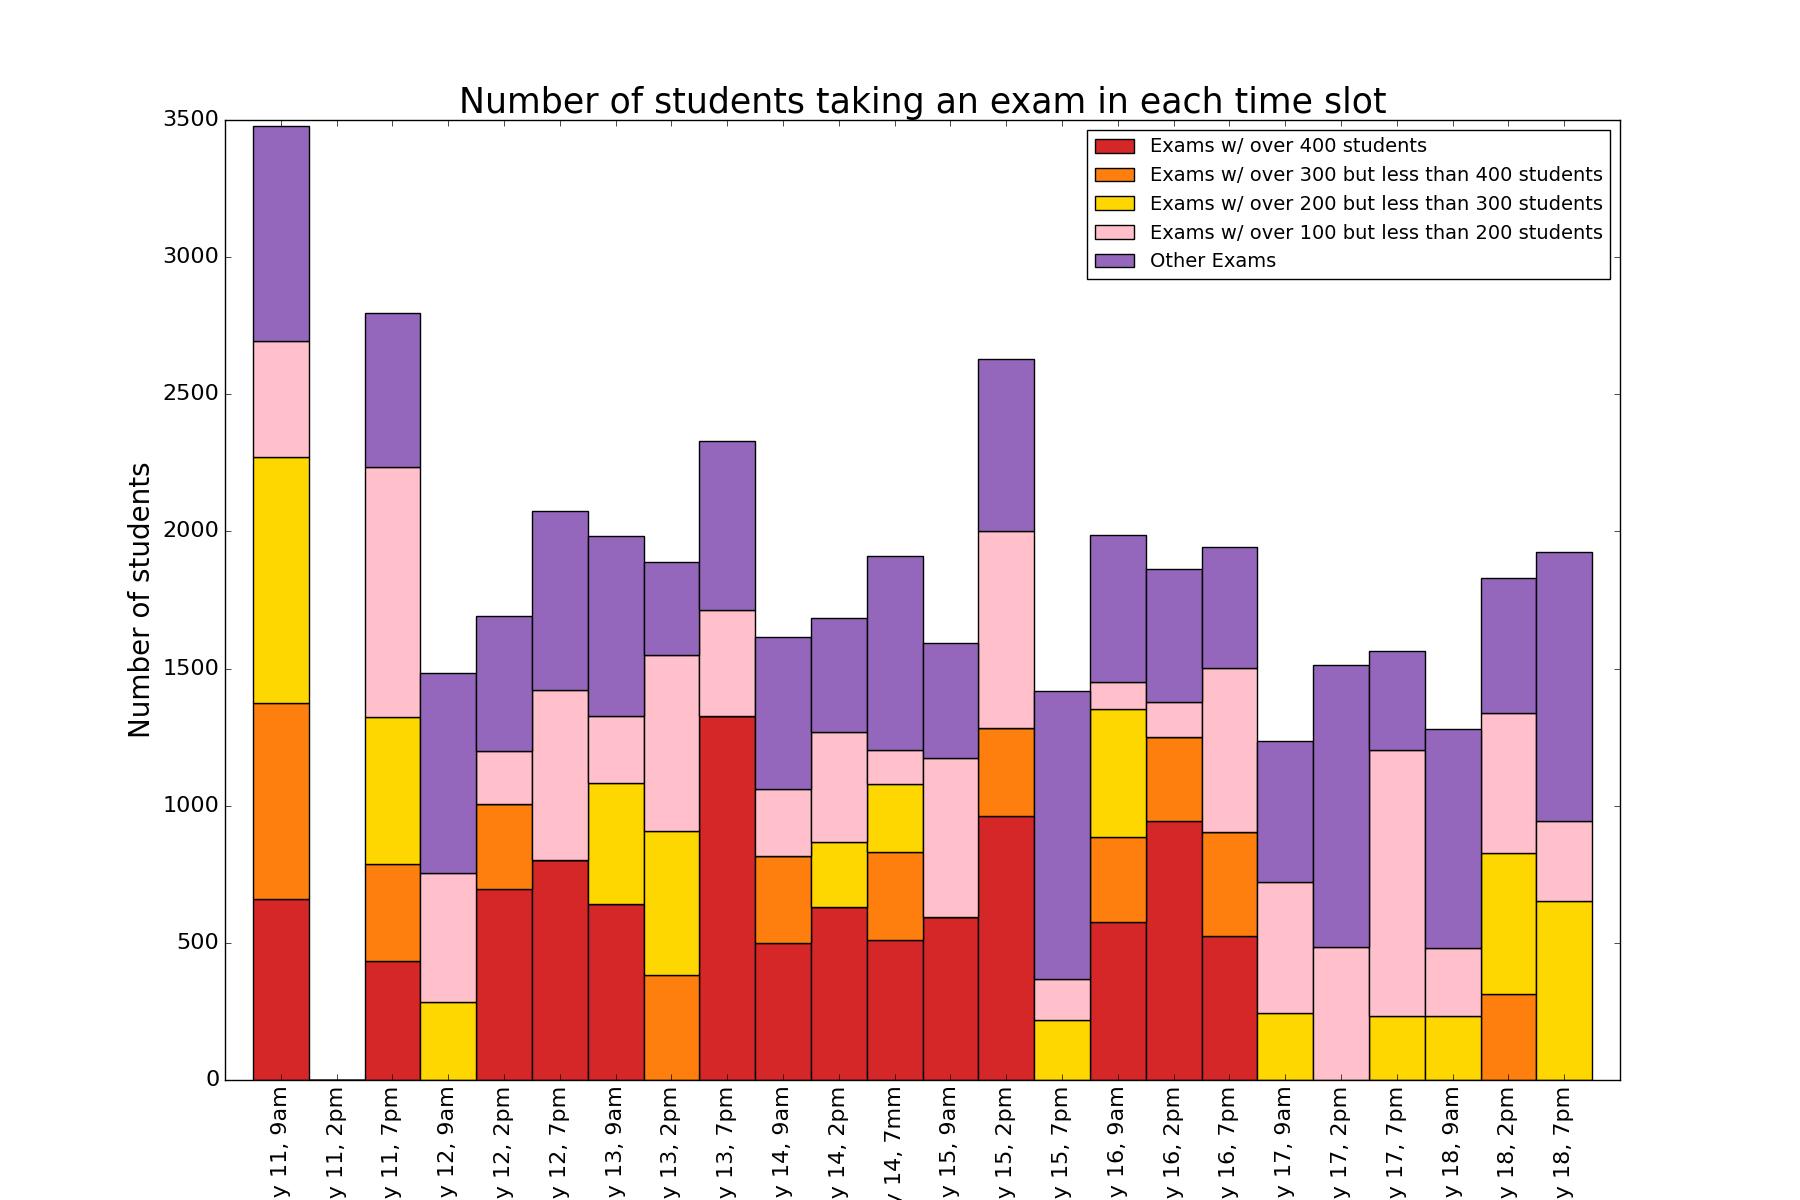 Number of students taking an exam in each time slot
Exams w/ over 400 students
Exams w/ over 300 but less than 400 students
Exams w/ over 200 but less than 300 students
Exams w/ over 100 but less than 200 students
Other Exams
Number of students
3500
3000
2500
2000
1500
1000
500
0
y 11, 9am
y 11, 2pm
y 11, 7pm
y 12, 9am
y 12, 2pm
y 12, 7pm
y 13, 9am
y 13, 2pm
y 13, 7pm
y 14, 9am
y 14, 2pm
y 14, 7mm
y 15, 9am
y 15, 2pm
y 15, 7pm
y 16, 9am
y 16, 2pm
y 16, 7pm
y 17, 9am
y 17, 2pm
y 17, 7pm
y 18, 9am
y 18, 2pm
y 18, 7pm